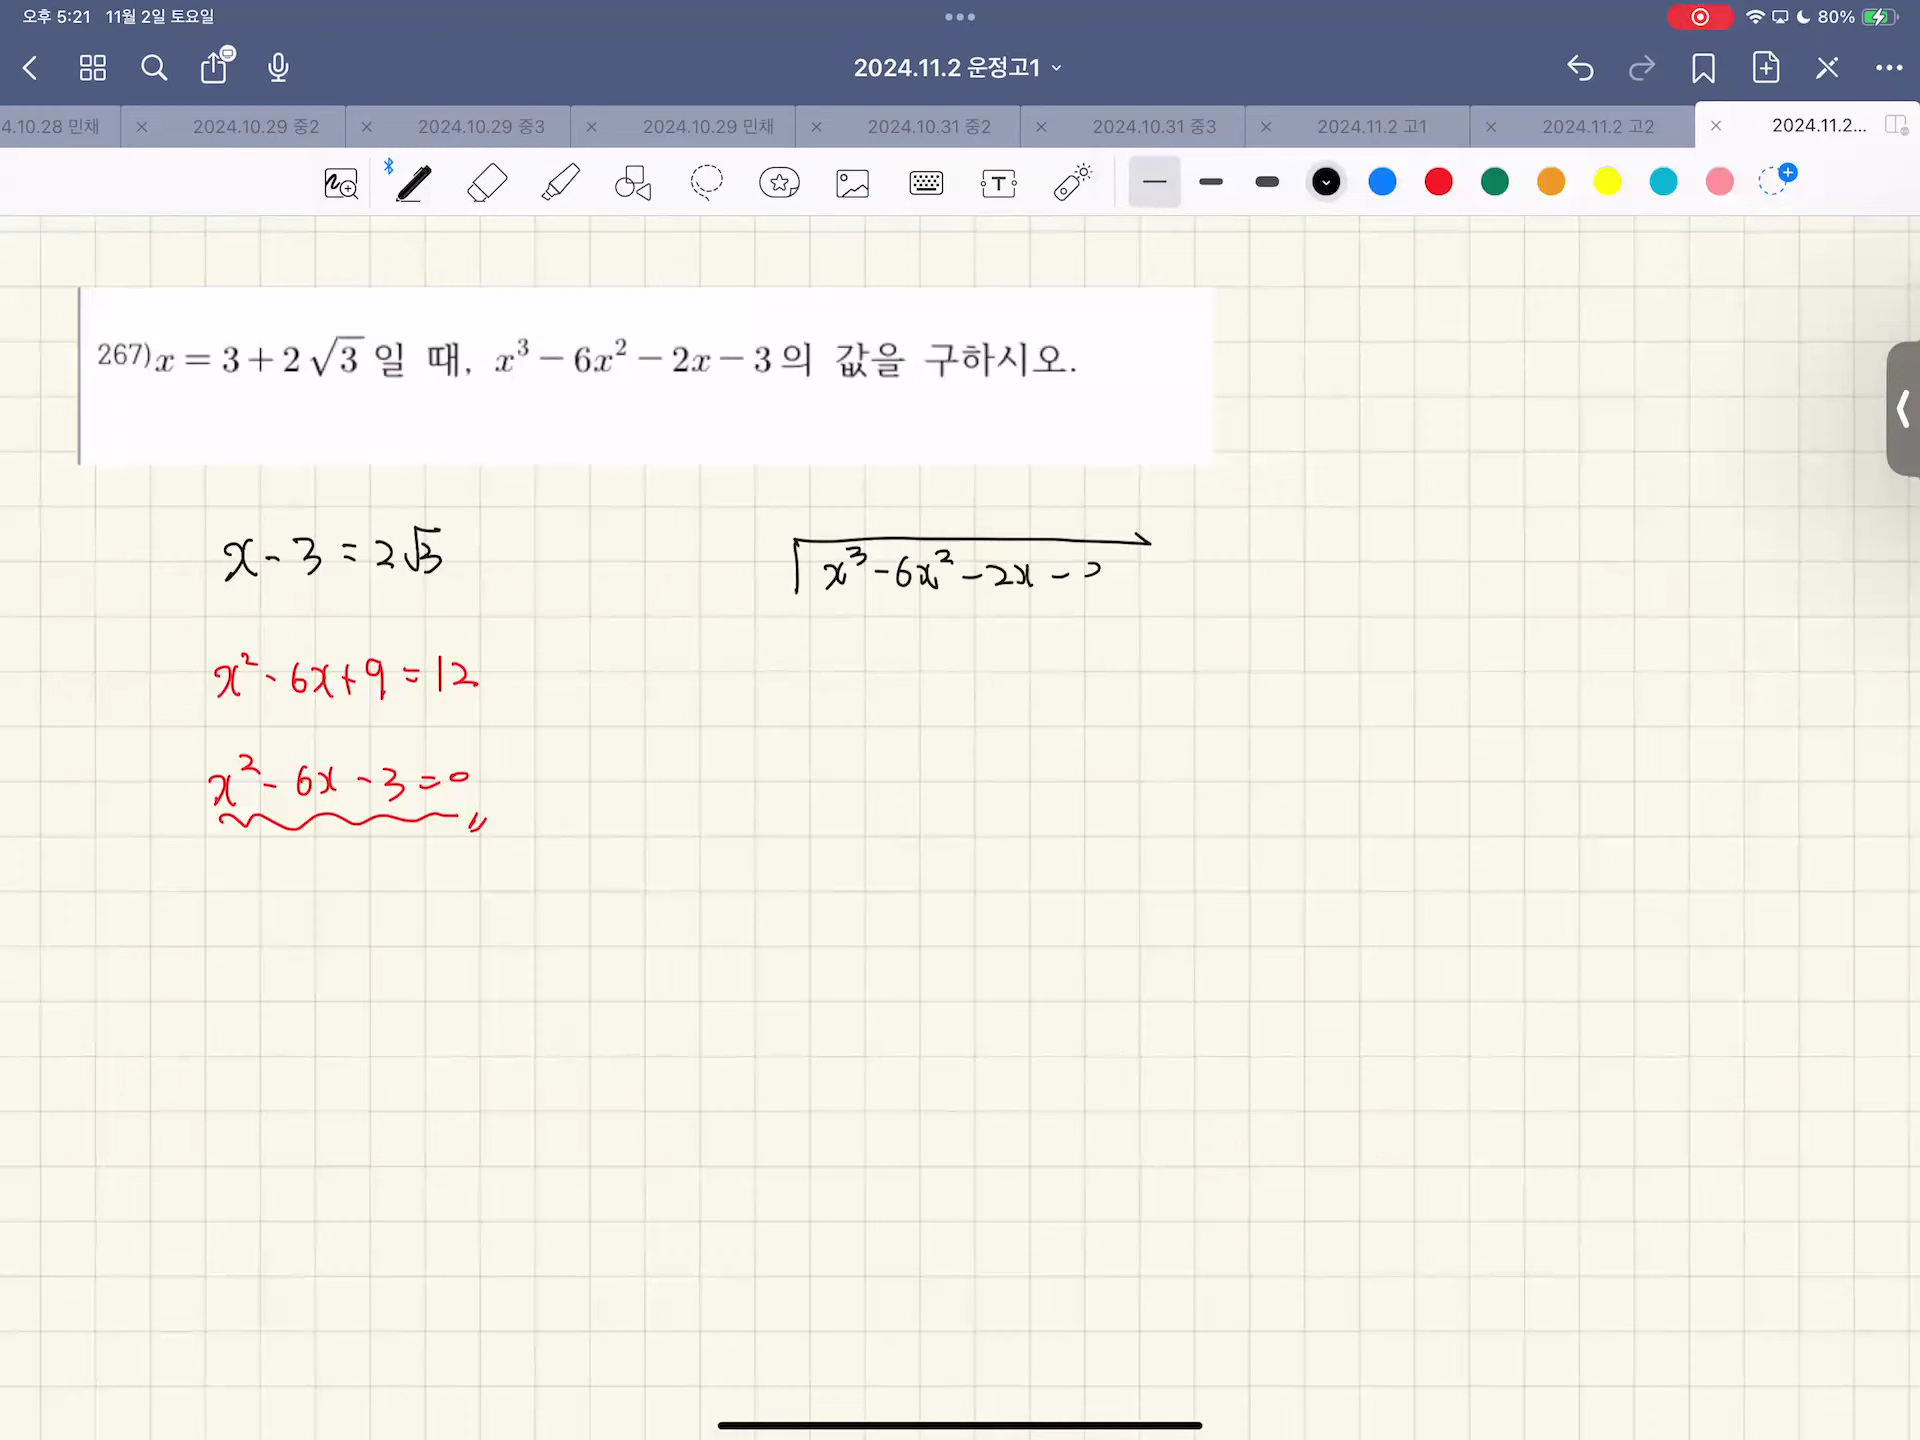 오후 5:21 11월 2일 토요일
80%
2024.11.2 운정고1
4.10.28 민채
2024.10.29 중2
2024.10.29 중3
2024.10.29 민채
2024.10.31 중2
2024.10.31 중3
2024.11.2 고1
2024.11.2 고2
2024.11.2...
T
267) x = 3 + 2√3 일 때, x³ − 6x² − 2x − 3 의 값을 구하시오.
x - 3 = 2√3
x³ - 6x² - 2x -
x² - 6x + 9 = 12
x² - 6x - 3 = 0